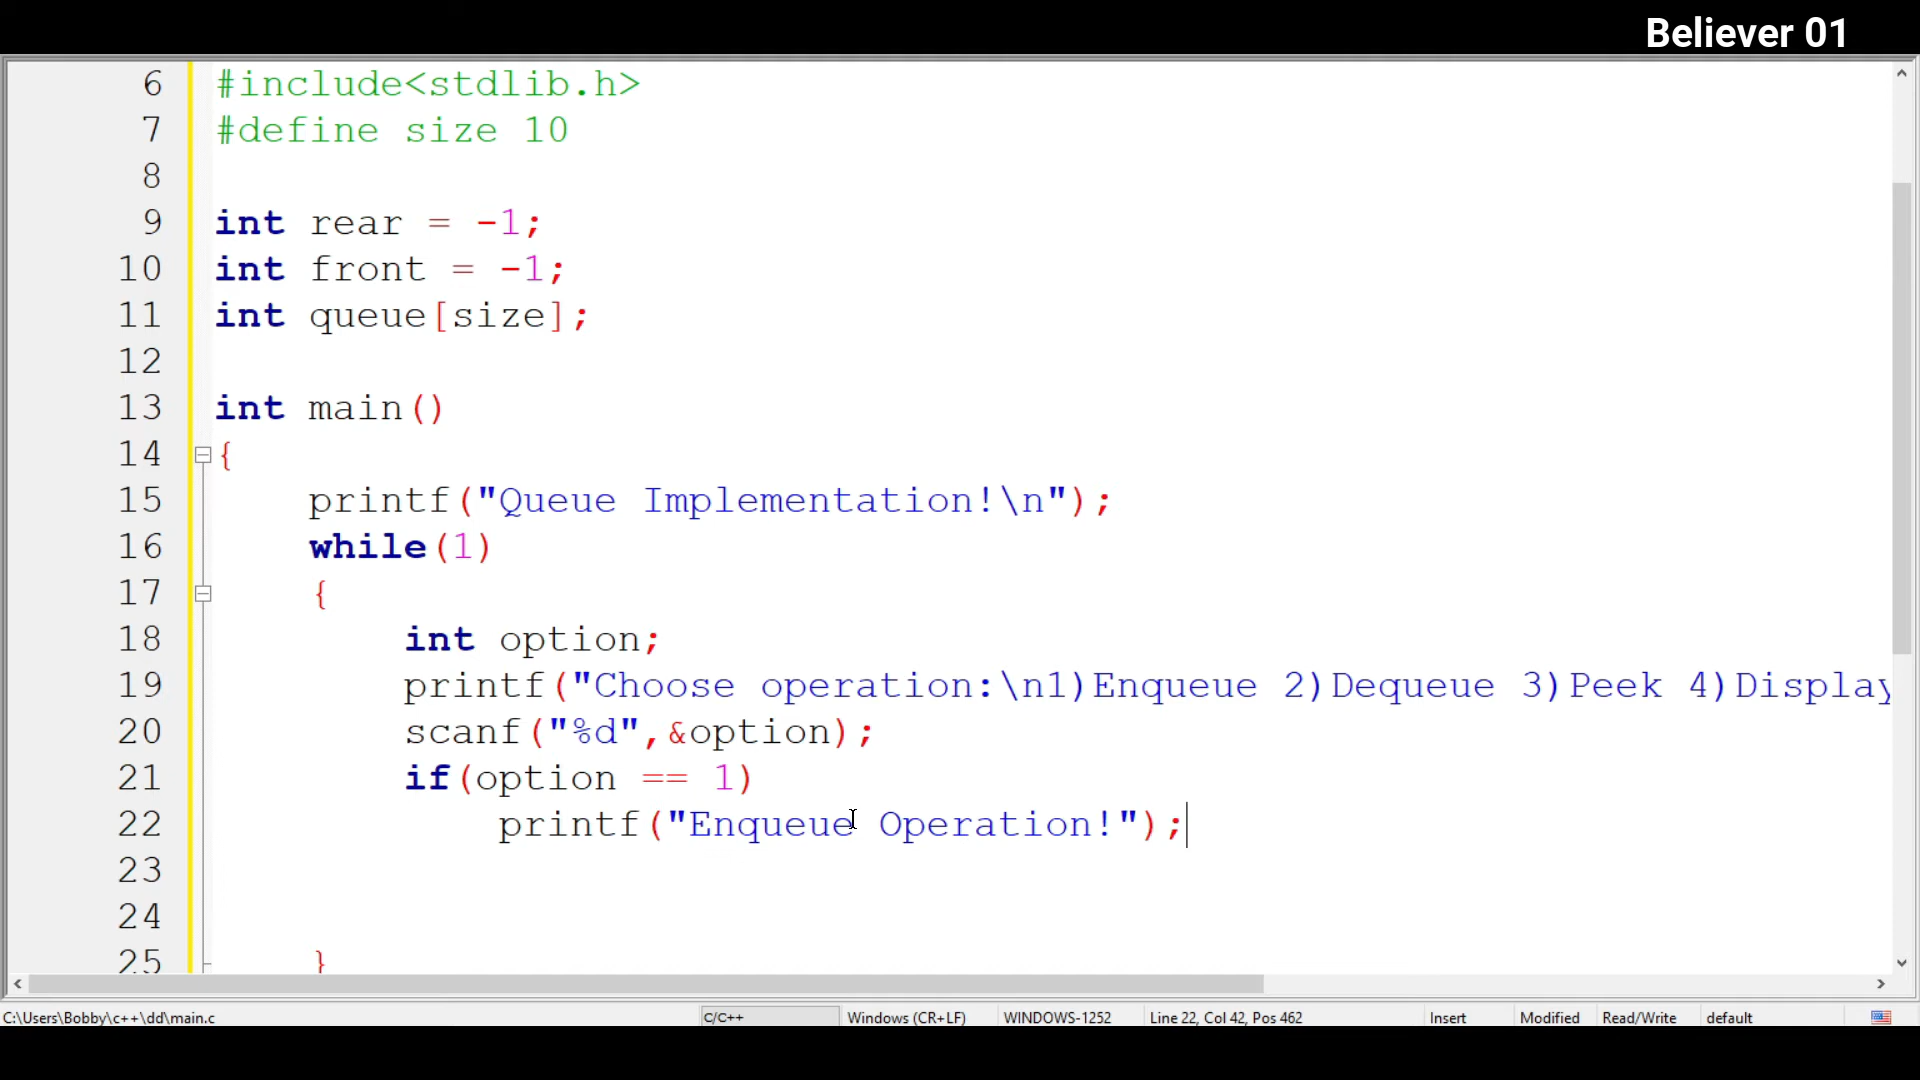 Believer 01
6 #include<stdlib.h>
7 #define size 10
8
9 int rear = -1;
10 int front = -1;
11 int queue[size];
12
13 int main()
14 {
15 printf("Queue Implementation!\n");
16 while(1)
17 {
18 int option;
19 printf("Choose operation:\n1)Enqueue 2)Dequeue 3)Peek 4)Display
20 scanf("%d",&option);
21 if(option == 1)
22 printf("Enqueue Operation!");
23
24
25 }
C:\Users\Bobby\c++\dd\main.c C/C++ Windows (CR+LF) WINDOWS-1252 Line 22, Col 42, Pos 462 Insert Modified Read/Write default